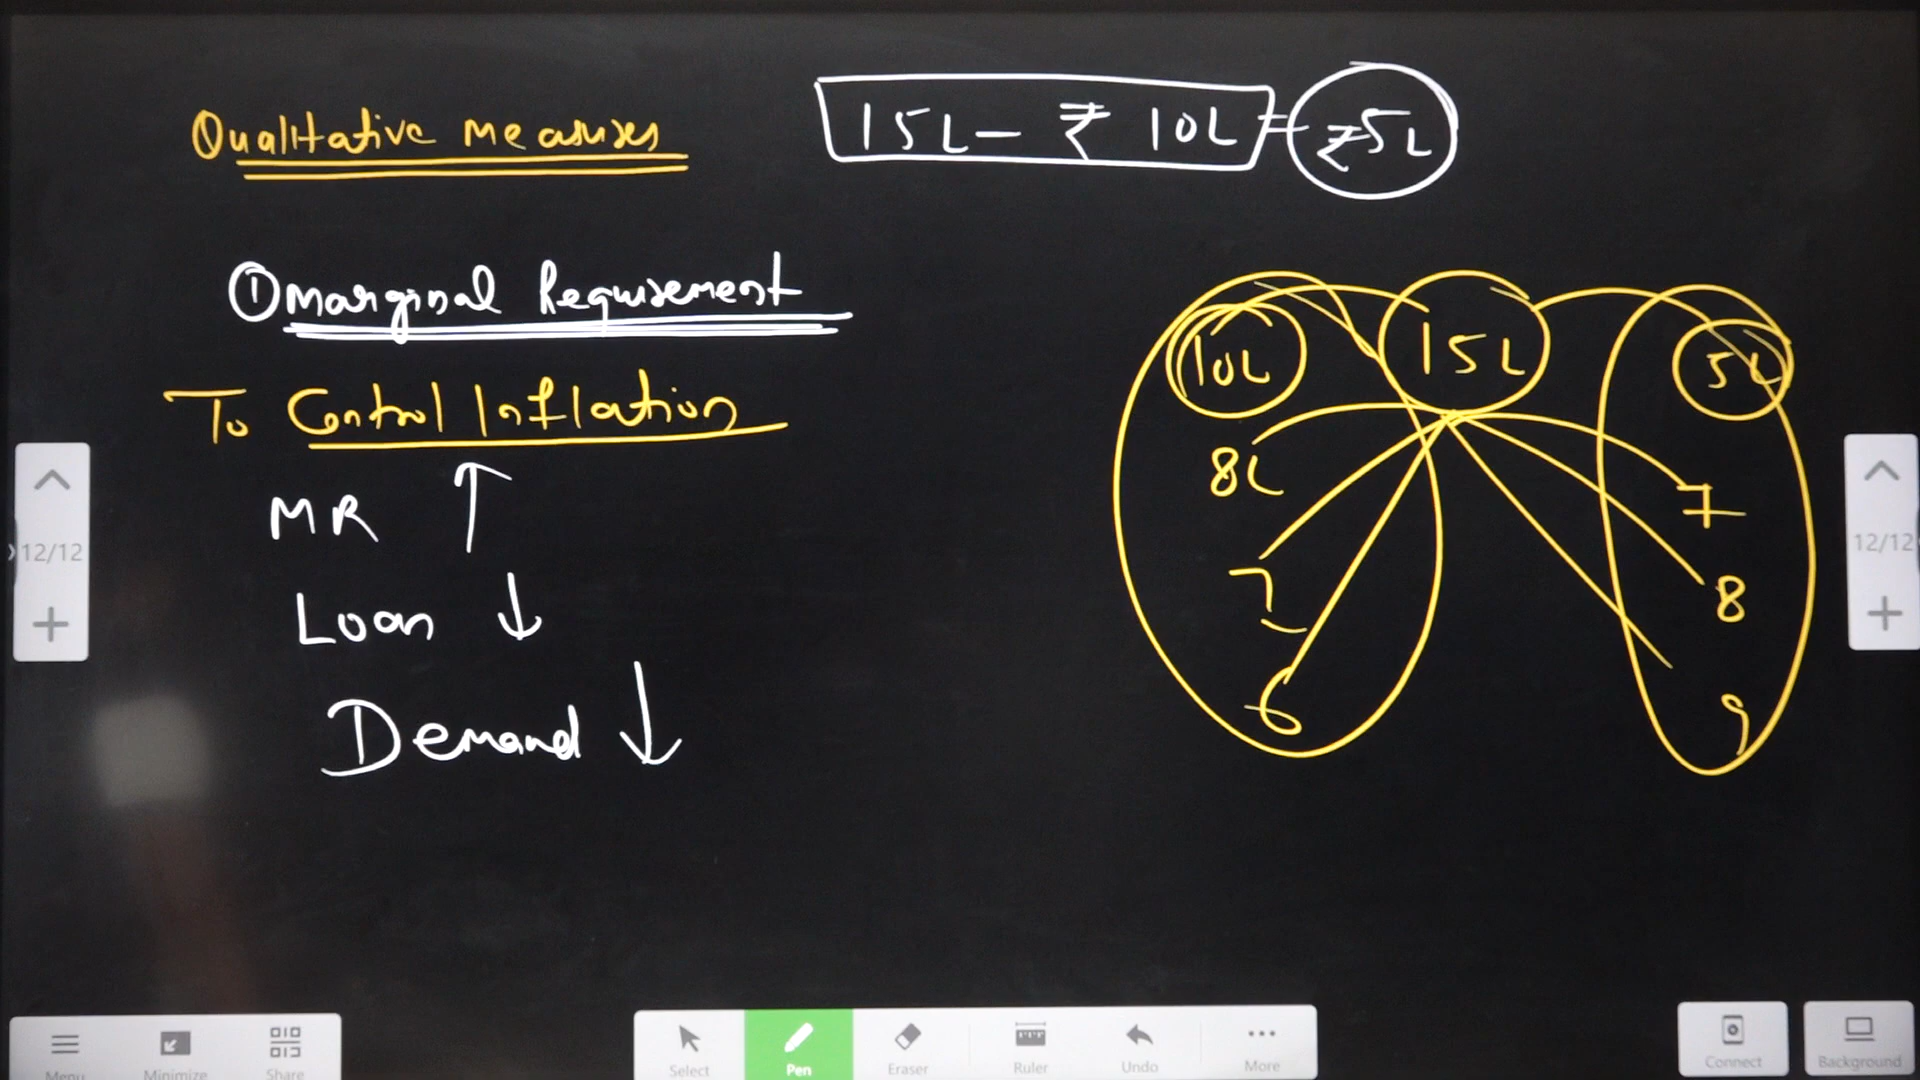 Qualitative Measures
15L – ₹ 10L = ₹5L
① Marginal Requirement
To Control Inflation
MR ↑
Loan ↓
Demand ↓
10L 15L 5L
8L 7
7 8
6 9
12/12
12/12
Menu Minimize Share Select Pen Eraser Ruler Undo More Connect Background